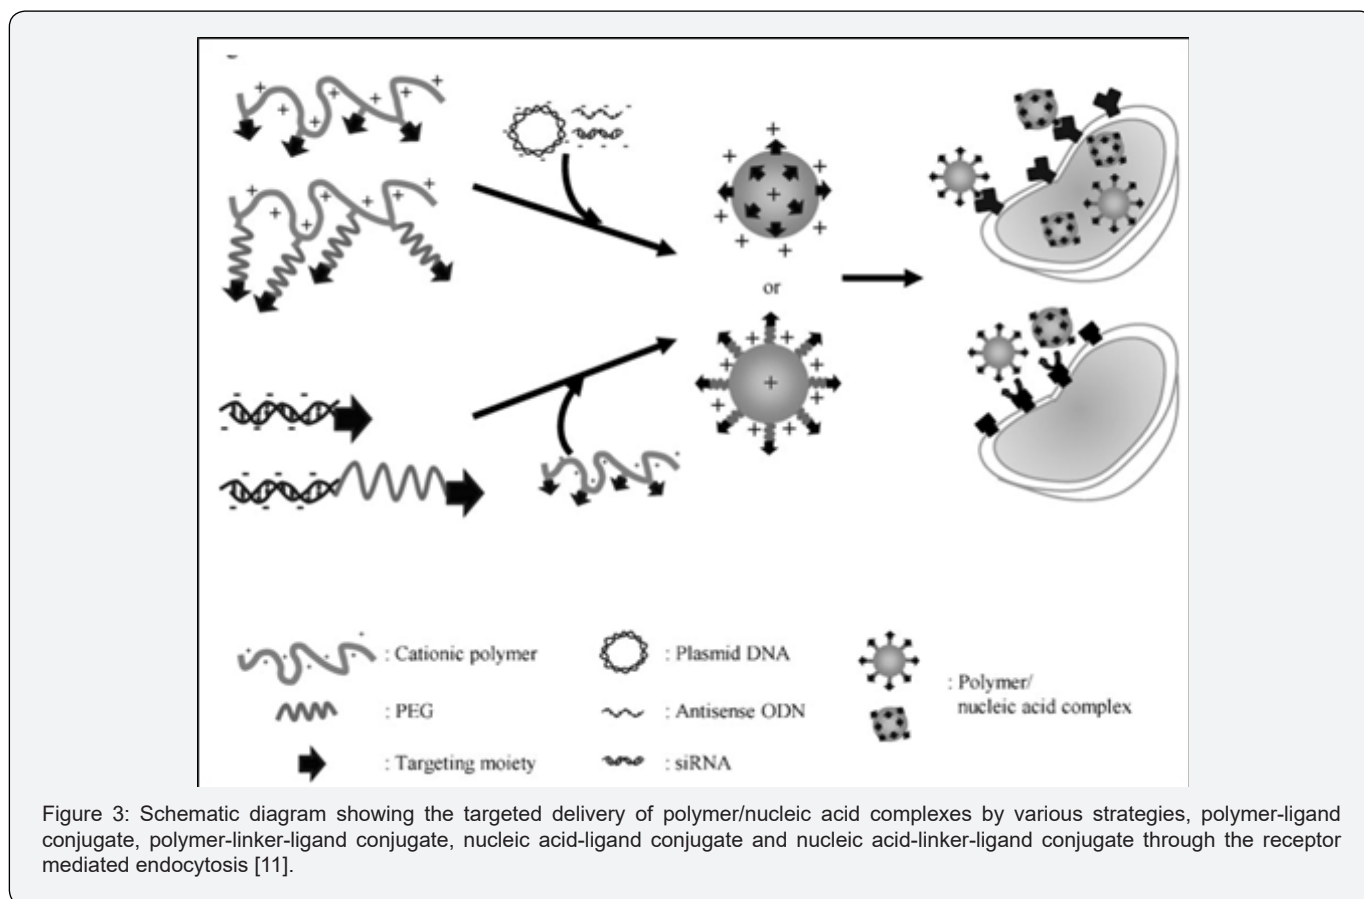 or
: Cationic polymer
: PEG
: Targeting moiety
: Plasmid DNA
: Antisense ODN
: siRNA
: Polymer/
nucleic acid complex
Figure 3: Schematic diagram showing the targeted delivery of polymer/nucleic acid complexes by various strategies, polymer-ligand
conjugate, polymer-linker-ligand conjugate, nucleic acid-ligand conjugate and nucleic acid-linker-ligand conjugate through the receptor
mediated endocytosis [11].